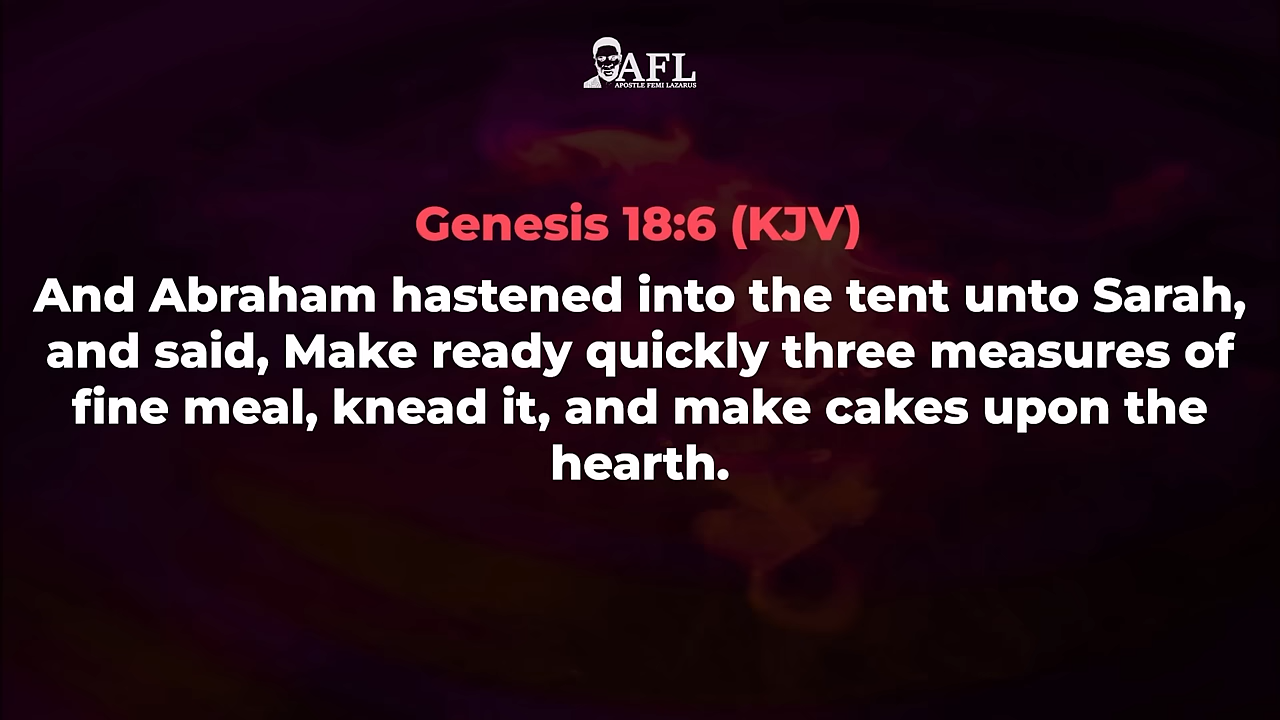 AFL
APOSTLE FEMI LAZARUS
Genesis 18:6 (KJV)
And Abraham hastened into the tent unto Sarah,
and said, Make ready quickly three measures of
fine meal, knead it, and make cakes upon the
hearth.